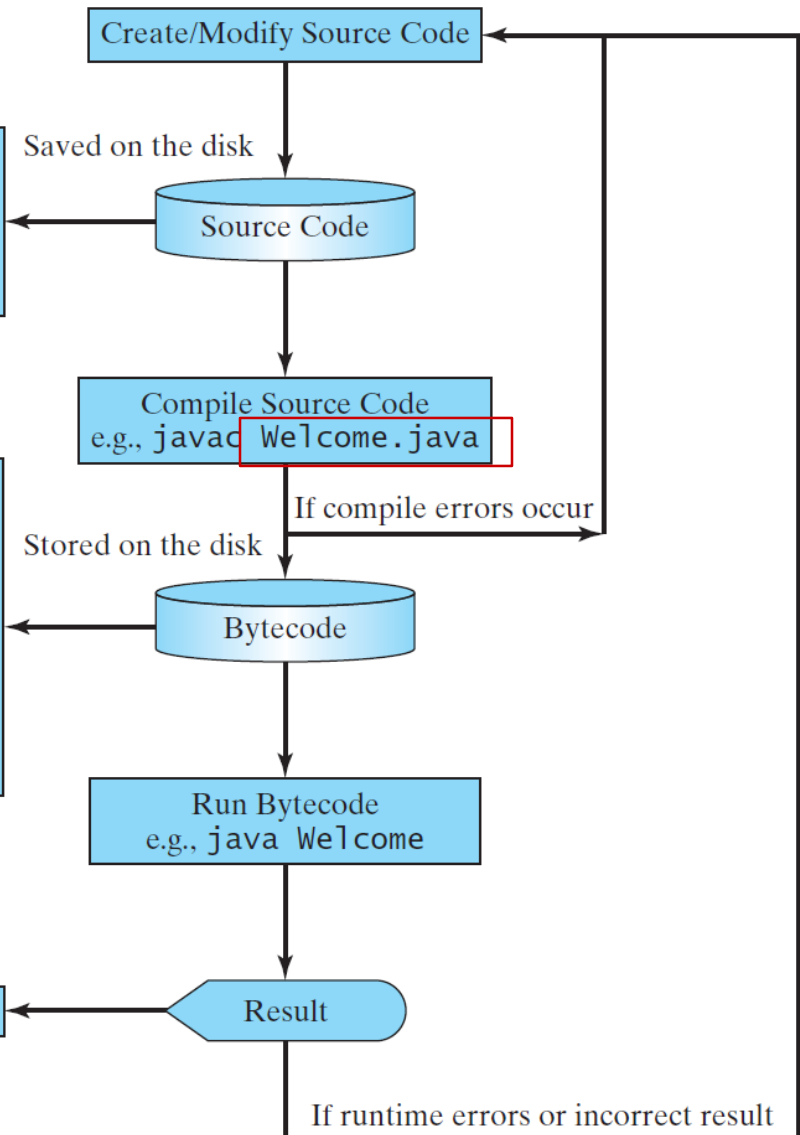 Create/Modify Source Code
Saved on the disk
Source Code
Compile Source Code
e.g., javac Welcome.java
If compile errors occur
Stored on the disk
Bytecode
Run Bytecode
e.g., java Welcome
Result
If runtime errors or incorrect result